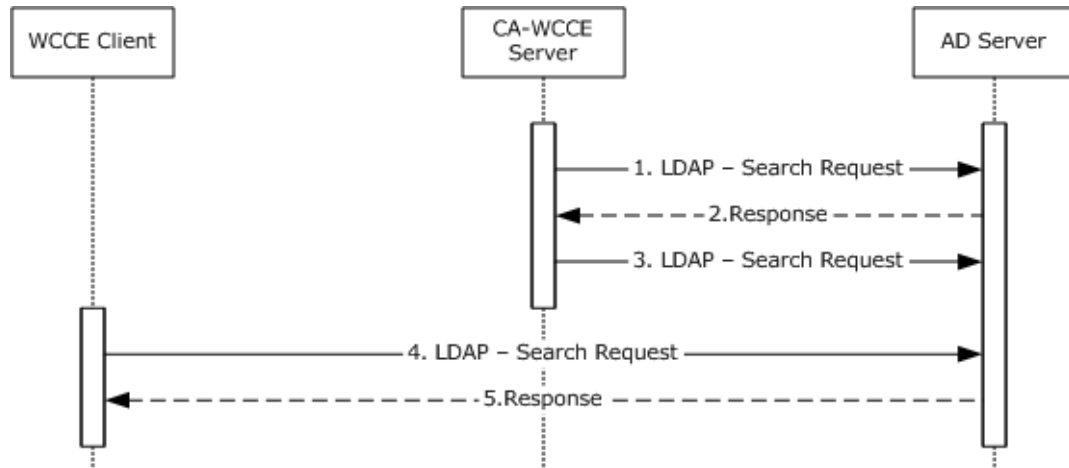 WCCE Client
CA-WCCE
Server
AD Server
1. LDAP – Search Request
2.Response
3. LDAP – Search Request
4. LDAP – Search Request
5.Response